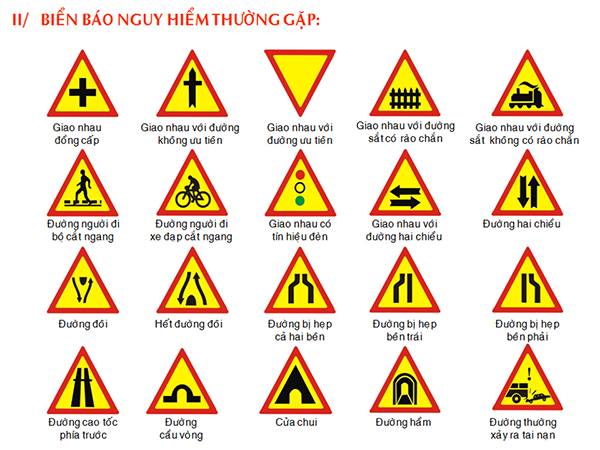 II/ BIỂN BÁO NGUY HIỂM THƯỜNG GẶP:
Giao nhau
đồng cấp
Giao nhau với đường
không ưu tiên
Giao nhau với
đường ưu tiên
Giao nhau với đường
sắt có rào chắn
Giao nhau với đường
sắt không có rào chắn
Đường người đi
bộ cắt ngang
Đường người đi
xe đạp cắt ngang
Giao nhau có
tín hiệu đèn
Giao nhau với
đường hai chiều
Đường hai chiều
Đường đôi
Hết đường đôi
Đường bị hẹp
cả hai bên
Đường bị hẹp
bên trái
Đường bị hẹp
bên phải
Đường cao tốc
phía trước
Đường
cầu vòng
Cửa chui
Đường hầm
Đường thường
xảy ra tai nạn